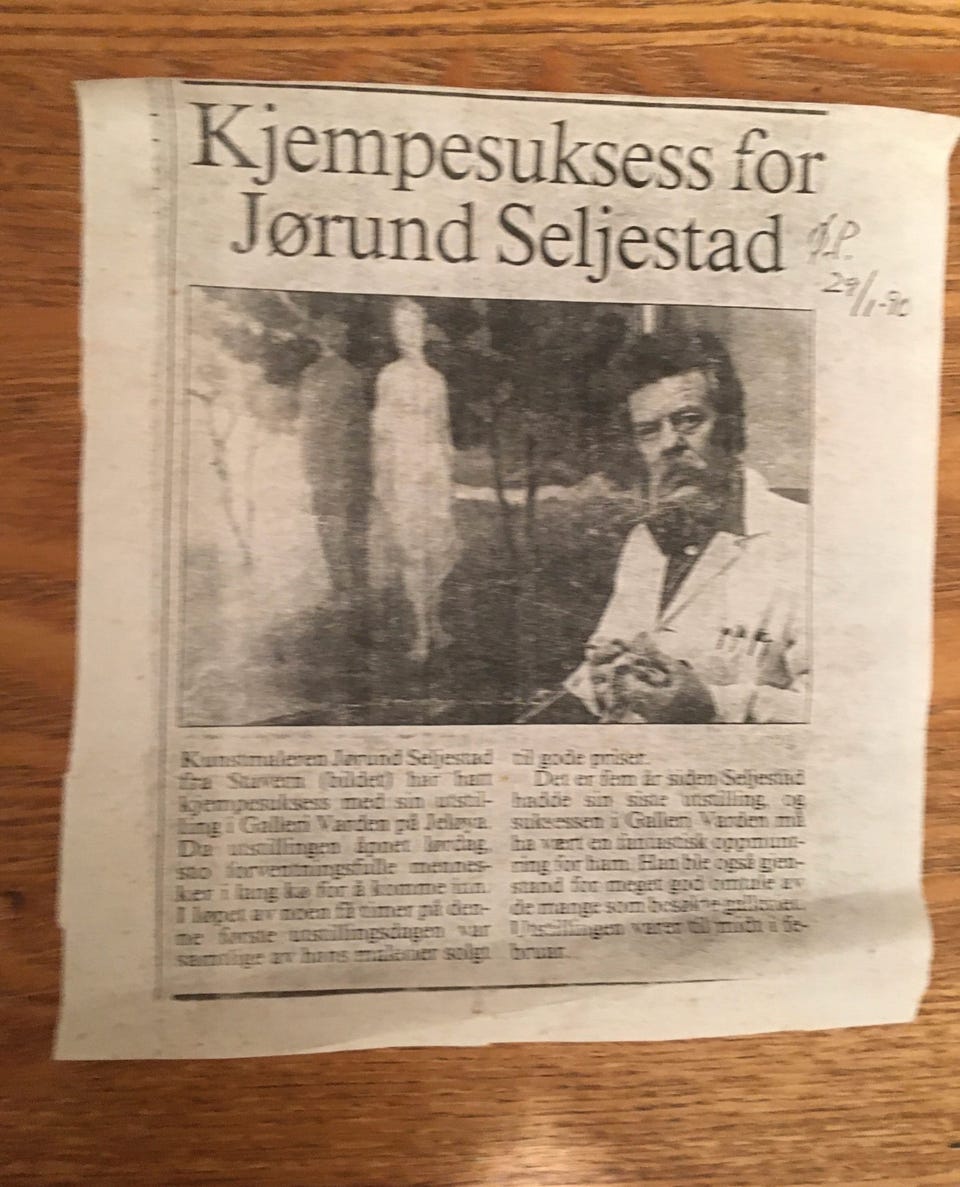 Kjempesuksess for
Jørund Seljestad
Ø.P.
29/1-90
Kunstmaleren Jørund Seljestad
fra Stavern (bildet) har hatt
kjempesuksess med sin utstil-
ling i Galleri Varden på Jeløya.
Da utstillingen åpnet lørdag,
sto forventningsfulle mennes-
ker i lang kø for å komme inn.
I løpet av noen få timer på den-
ne første utstillingsdagen var
samtlige av hans malerier solgt
til gode priser.
Det er fem år siden Seljestad
hadde sin siste utstilling, og
suksessen i Galleri Varden må
ha vært en fantastisk oppmunt-
ring for ham. Han ble også gjen-
stand for meget god omtale av
de mange som besøkte galleriet.
Utstillingen varer til midt i fe-
bruar.